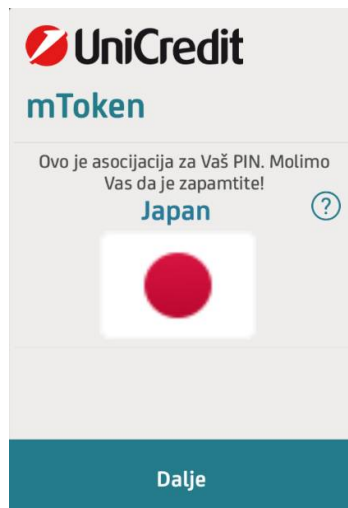 UniCredit
mToken
Ovo je asocijacija za Vaš PIN. Molimo
Vas da je zapamtite!
Japan
?
Dalje